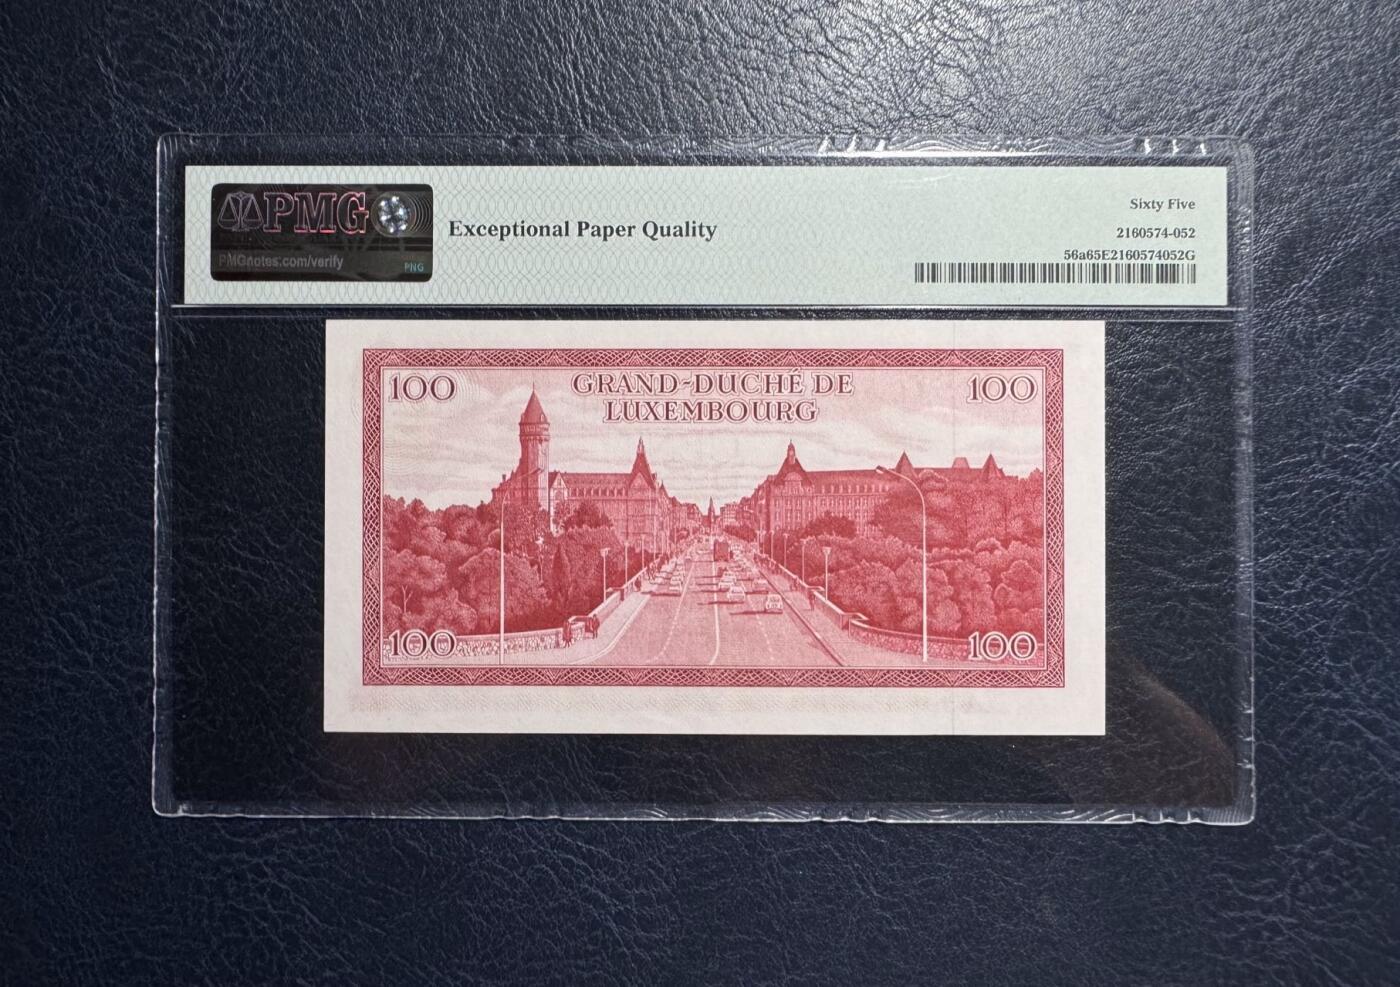 PMG
PMGnotes.com/verify
PNG
Exceptional Paper Quality
Sixty Five
2160574-052
56a65E2160574052G
100
GRAND-DUCHÉ DE
LUXEMBOURG
100
100
100